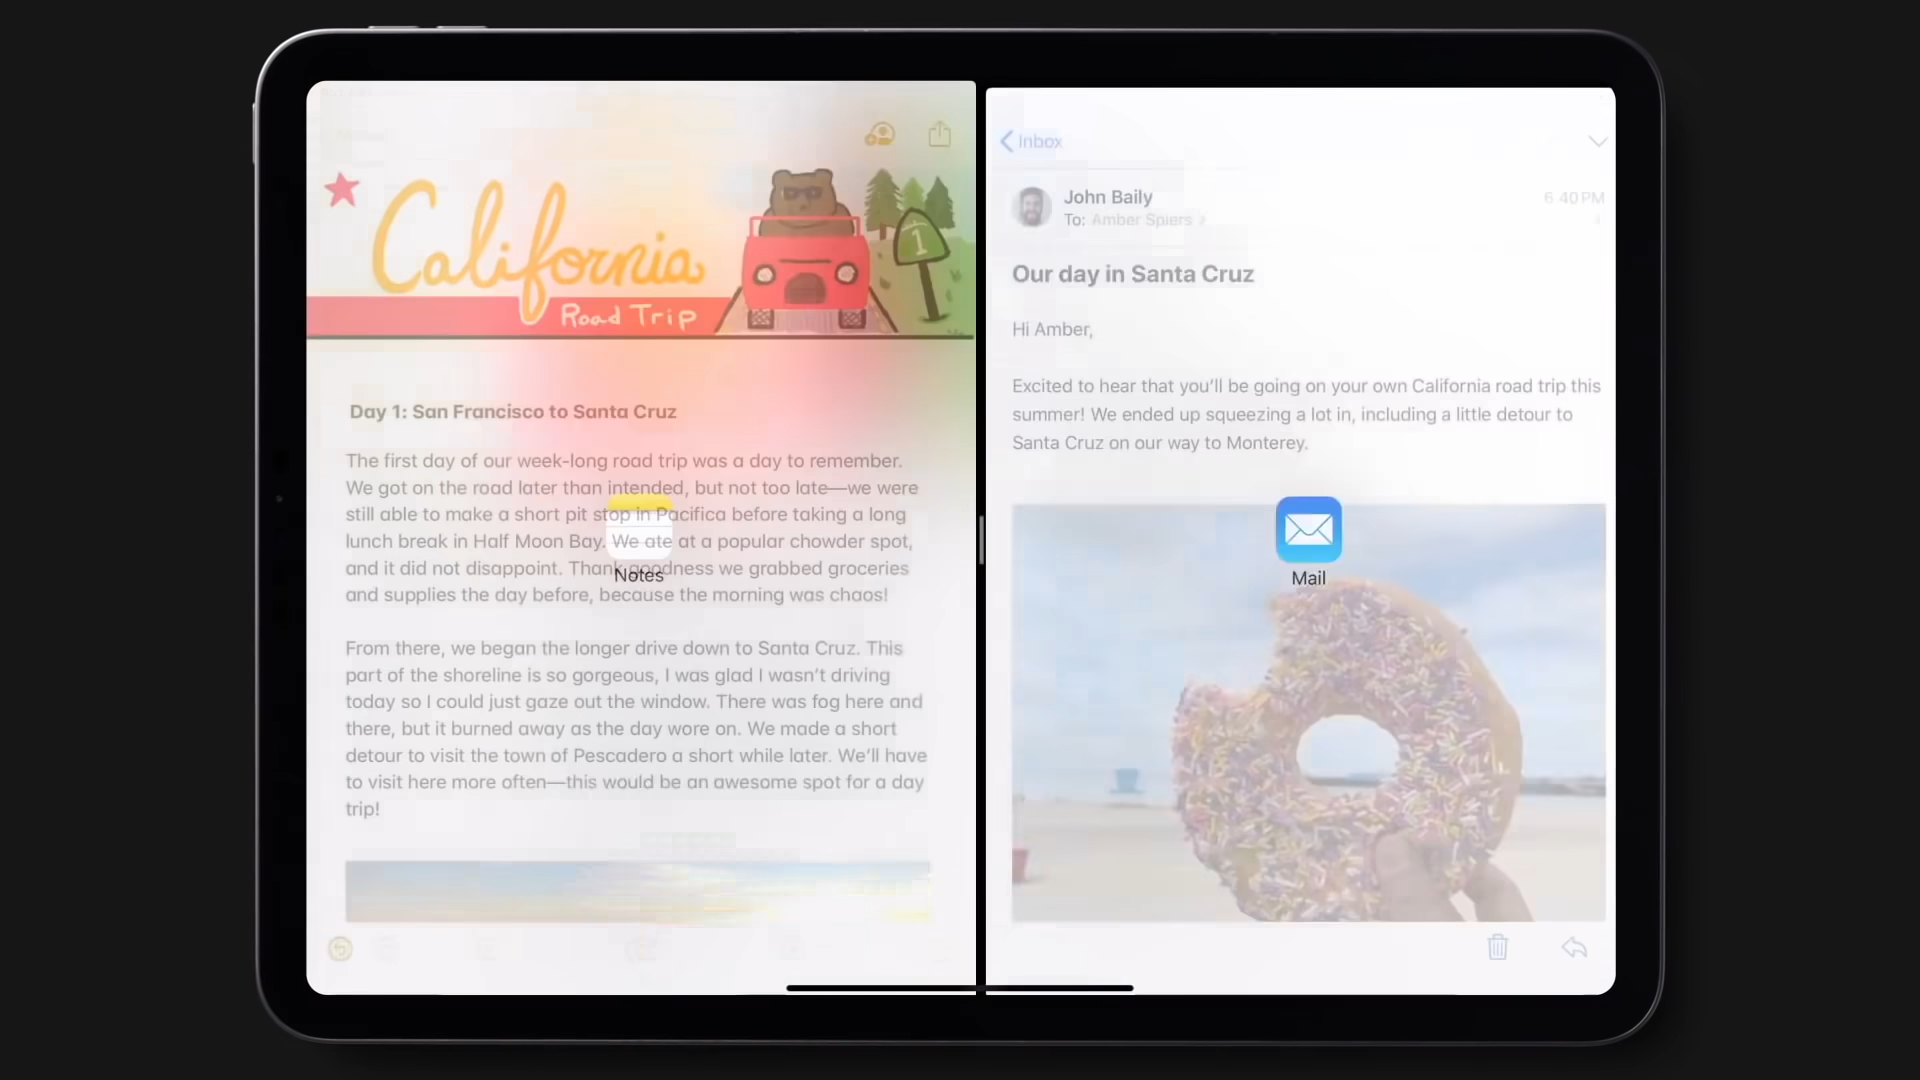 California
Road Trip
1
Day 1: San Francisco to Santa Cruz
The first day of our week-long road trip was a day to remember.
We got on the road later than intended, but not too late—we were
still able to make a short pit stop in Pacifica before taking a long
lunch break in Half Moon Bay. We ate at a popular chowder spot,
and it did not disappoint. Thank goodness we grabbed groceries
and supplies the day before, because the morning was chaos!
Notes
From there, we began the longer drive down to Santa Cruz. This
part of the shoreline is so gorgeous, I was glad I wasn't driving
today so I could just gaze out the window. There was fog here and
there, but it burned away as the day wore on. We made a short
detour to visit the town of Pescadero a short while later. We'll have
to visit here more often—this would be an awesome spot for a day
trip!
Inbox
John Baily
6:40 PM
To: Amber Spiers
Our day in Santa Cruz
Hi Amber,
Excited to hear that you'll be going on your own California road trip this
summer! We ended up squeezing a lot in, including a little detour to
Santa Cruz on our way to Monterey.
Mail